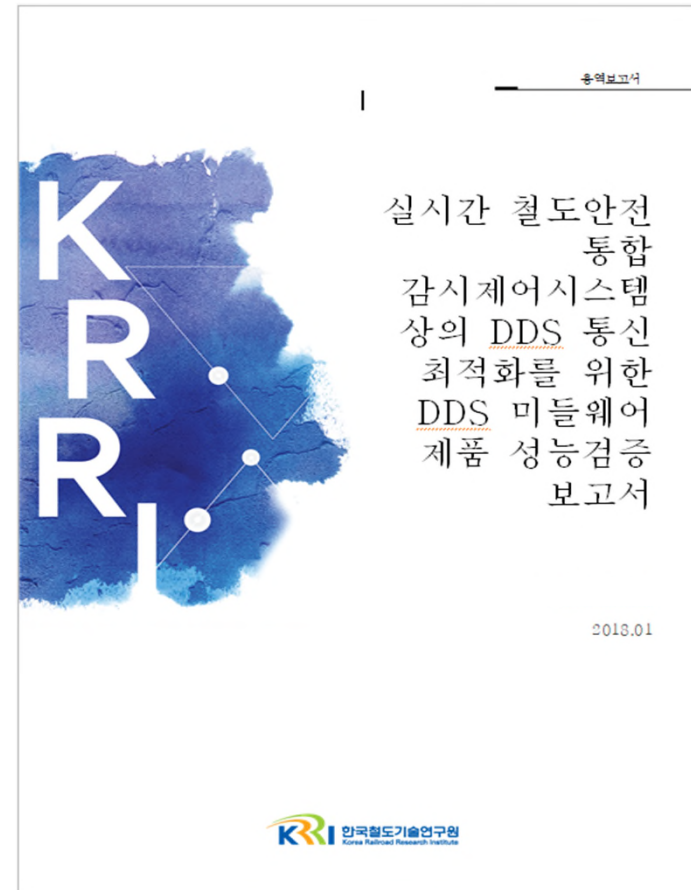 용역보고서
K
R
R
I
실시간 철도안전
통합
감시제어시스템
상의 DDS 통신
최적화를 위한
DDS 미들웨어
제품 성능검증
보고서
2018.01
KRRI 한국철도기술연구원
Korea Railroad Research Institute